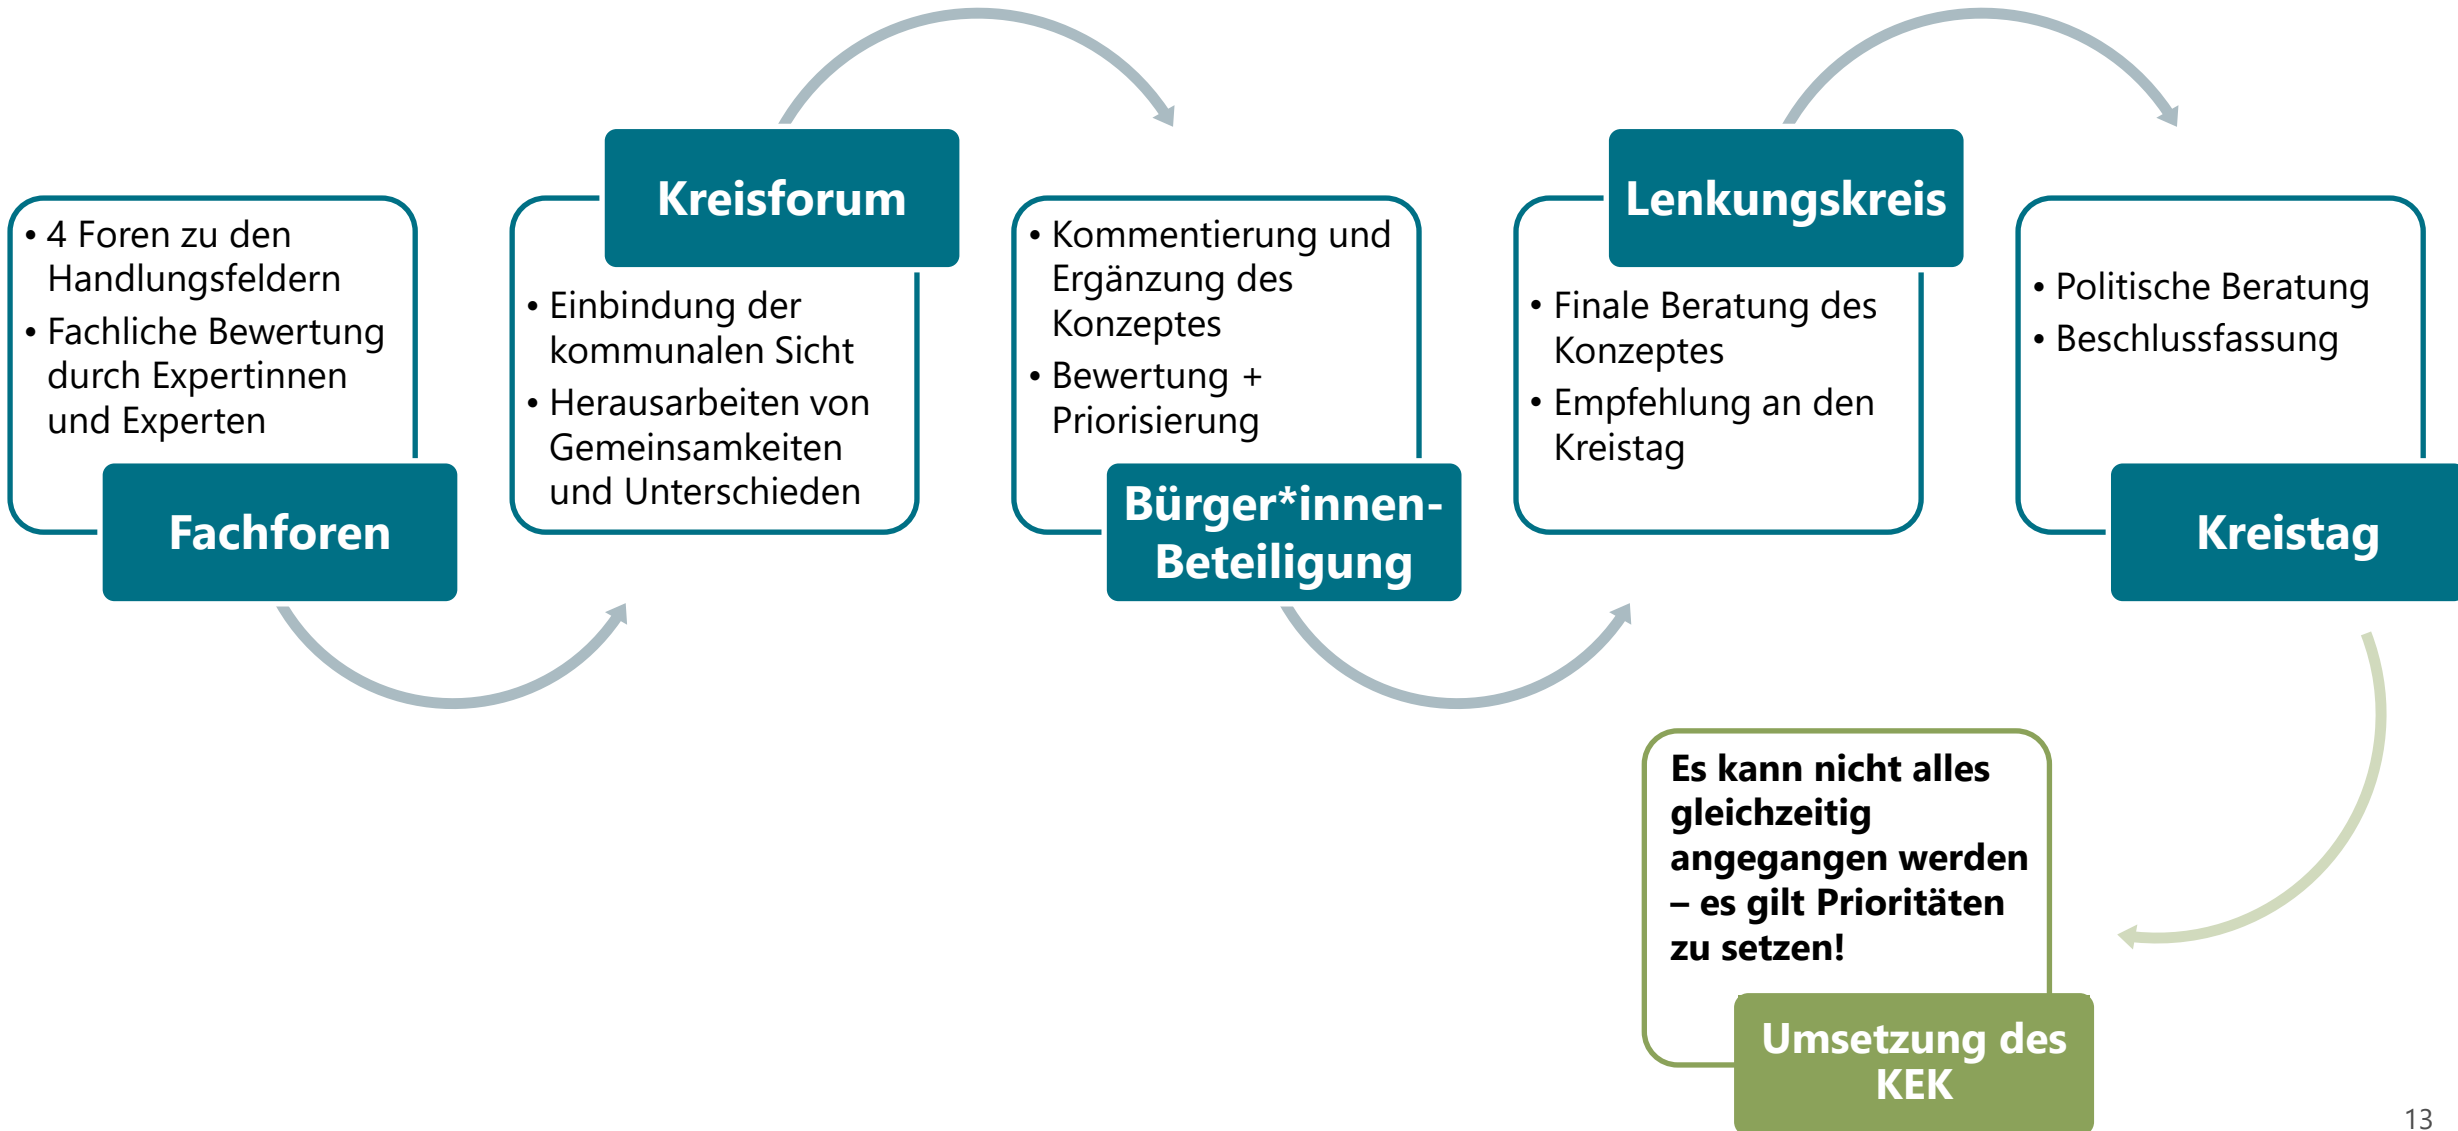 • 4 Foren zu den
Handlungsfeldern
• Fachliche Bewertung
durch Expertinnen
und Experten
Fachforen
Kreisforum
• Einbindung der
kommunalen Sicht
• Herausarbeiten von
Gemeinsamkeiten
und Unterschieden
• Kommentierung und
Ergänzung des
Konzeptes
• Bewertung +
Priorisierung
Bürger*innen-
Beteiligung
Lenkungskreis
• Finale Beratung des
Konzeptes
• Empfehlung an den
Kreistag
• Politische Beratung
• Beschlussfassung
Kreistag
Es kann nicht alles
gleichzeitig
angegangen werden
– es gilt Prioritäten
zu setzen!
Umsetzung des
KEK
13